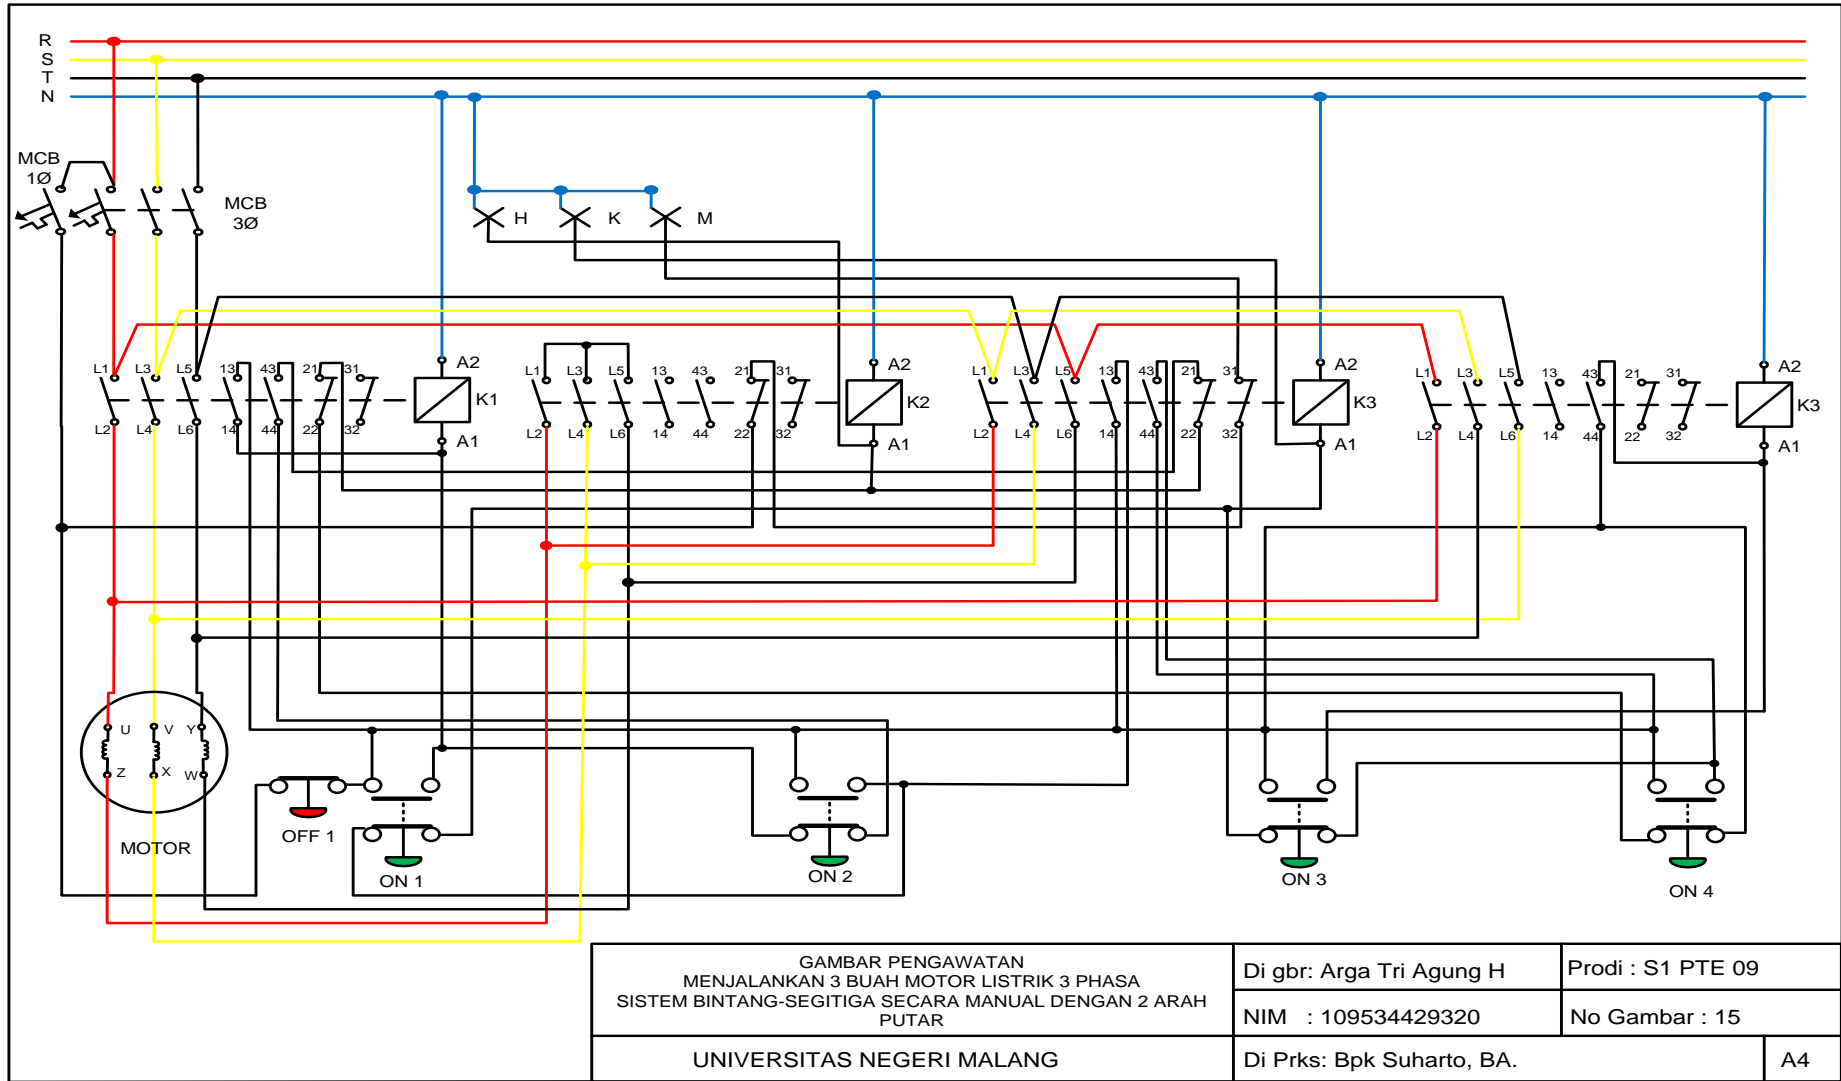 R
S
T
N
MCB
1Ø
MCB
3Ø
H K M
L1 L3 L5 13 43 21 31 A2
K1
L2 L4 L6 14 44 22 32 A1
L1 L3 L5 13 43 21 31 A2
K2
L2 L4 L6 14 44 22 32 A1
L1 L3 L5 13 43 21 31 A2
K3
L2 L4 L6 14 44 22 32 A1
L1 L3 L5 13 43 21 31 A2
K3
L2 L4 L6 14 44 22 32 A1
U V Y
Z X W
MOTOR
OFF 1
ON 1
ON 2
ON 3
ON 4
GAMBAR PENGAWATAN
MENJALANKAN 3 BUAH MOTOR LISTRIK 3 PHASA
SISTEM BINTANG-SEGITIGA SECARA MANUAL DENGAN 2 ARAH
PUTAR
UNIVERSITAS NEGERI MALANG
Di gbr: Arga Tri Agung H
Prodi : S1 PTE 09
NIM : 109534429320
No Gambar : 15
Di Prks: Bpk Suharto, BA.
A4